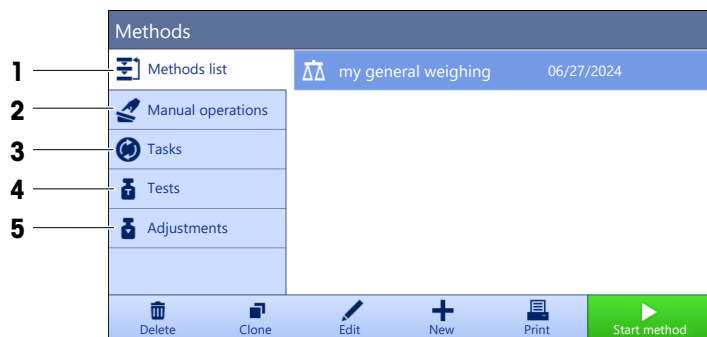 Methods
1 Methods list
my general weighing 06/27/2024
2 Manual operations
3 Tasks
4 Tests
5 Adjustments
Delete Clone Edit New Print Start method